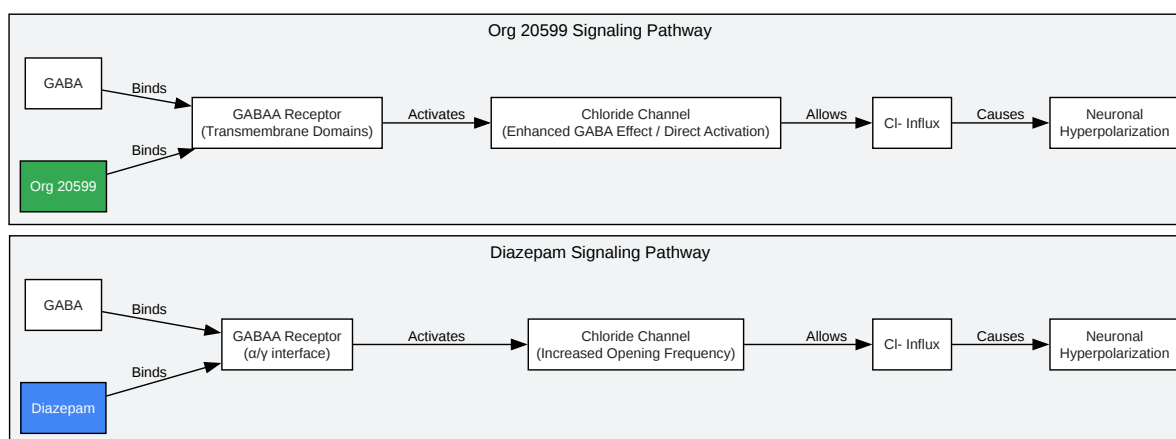 Org 20599 Signaling Pathway
GABA
Binds
GABAA Receptor
(Transmembrane Domains)
Activates
Chloride Channel
(Enhanced GABA Effect / Direct Activation)
Allows
Cl- Influx
Causes
Neuronal
Hyperpolarization
Binds
Org 20599
Diazepam Signaling Pathway
GABA
Binds
GABAA Receptor
(α/γ interface)
Activates
Chloride Channel
(Increased Opening Frequency)
Allows
Cl- Influx
Causes
Neuronal
Hyperpolarization
Binds
Diazepam